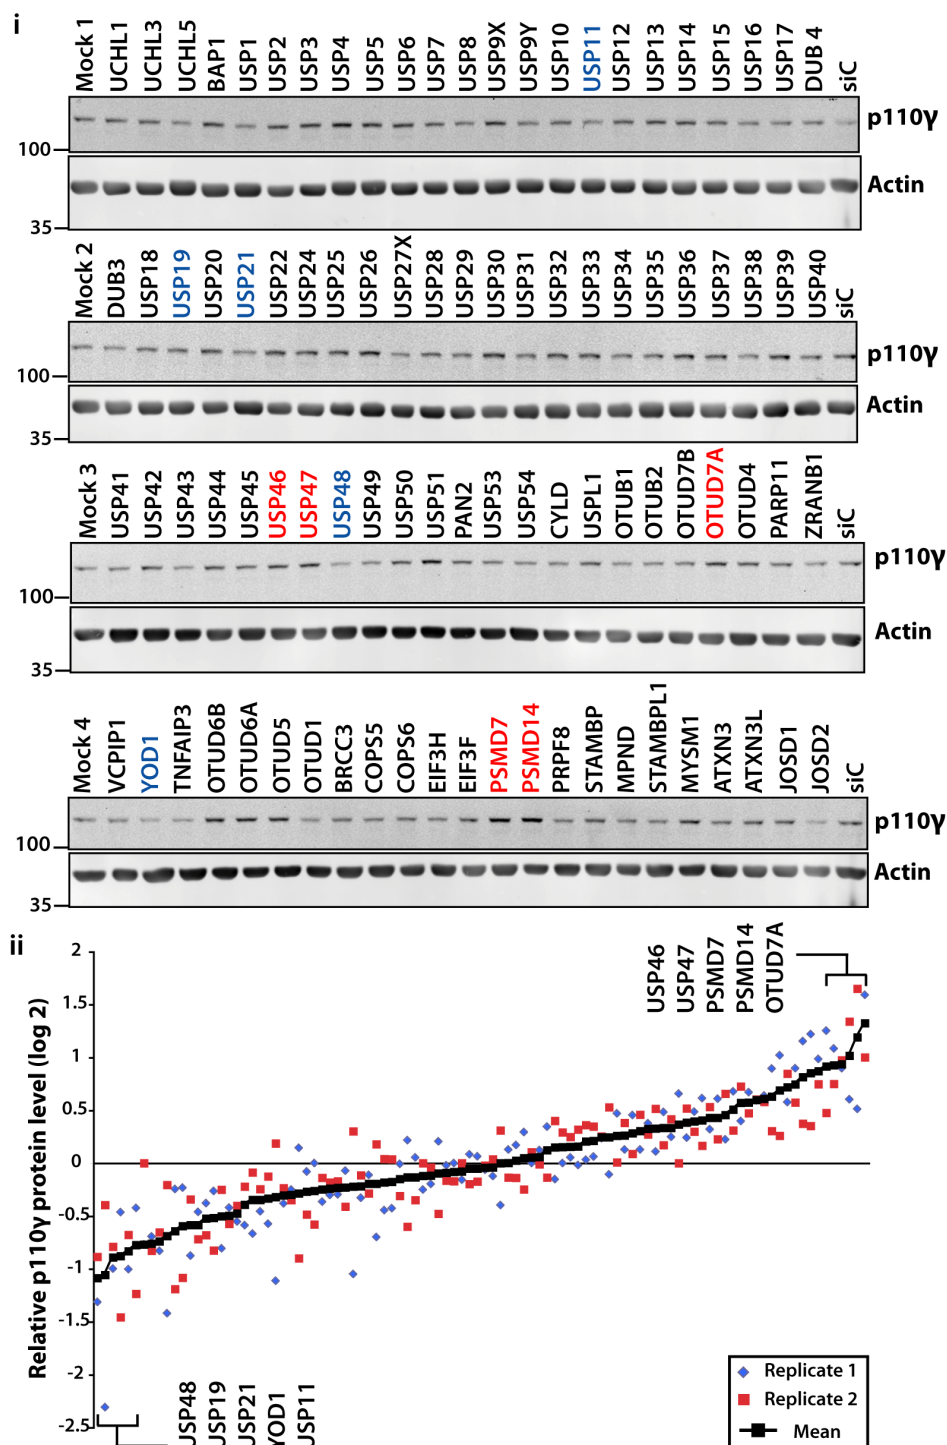 i
Mock 1 UCHL1 UCHL3 UCHL5 BAP1 USP1 USP2 USP3 USP4 USP5 USP6 USP7 USP8 USP9X USP9Y USP10 USP11 USP12 USP13 USP14 USP15 USP16 USP17 DUB 4 siC
p110γ
100
Actin
35
Mock 2 DUB3 USP18 USP19 USP20 USP21 USP22 USP24 USP25 USP26 USP27X USP28 USP29 USP30 USP31 USP32 USP33 USP34 USP35 USP36 USP37 USP38 USP39 USP40 siC
p110γ
100
Actin
35
Mock 3 USP41 USP42 USP43 USP44 USP45 USP46 USP47 USP48 USP49 USP50 USP51 PAN2 USP53 USP54 CYLD USPL1 OTUB1 OTUB2 OTUD7B OTUD7A OTUD4 PARP11 ZRANB1 siC
p110γ
100
Actin
35
Mock 4 VCPIP1 YOD1 TNFAIP3 OTUD6B OTUD6A OTUD5 OTUD1 BRCC3 COPS5 COPS6 EIF3H EIF3F PSMD7 PSMD14 PRPF8 STAMBP MPND STAMBPL1 MYSM1 ATXN3 ATXN3L JOSD1 JOSD2 siC
p110γ
100
Actin
35
ii
Relative p110γ protein level (log 2)
2
1.5
1
0.5
0
-0.5
-1
-1.5
-2
-2.5
USP46 USP47 PSMD7 PSMD14 OTUD7A
USP48 USP19 USP21 YOD1 USP11
Replicate 1
Replicate 2
Mean